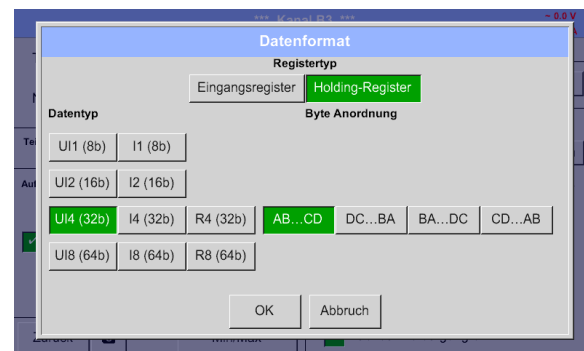 *** Kanal B3 ***
~ 0.0 V
Datenformat
Registertyp
Eingangsregister Holding-Register
Datentyp Byte Anordnung
UI1 (8b) I1 (8b)
UI2 (16b) I2 (16b)
UI4 (32b) I4 (32b) R4 (32b) AB...CD DC...BA BA...DC CD...AB
UI8 (64b) I8 (64b) R8 (64b)
OK Abbruch